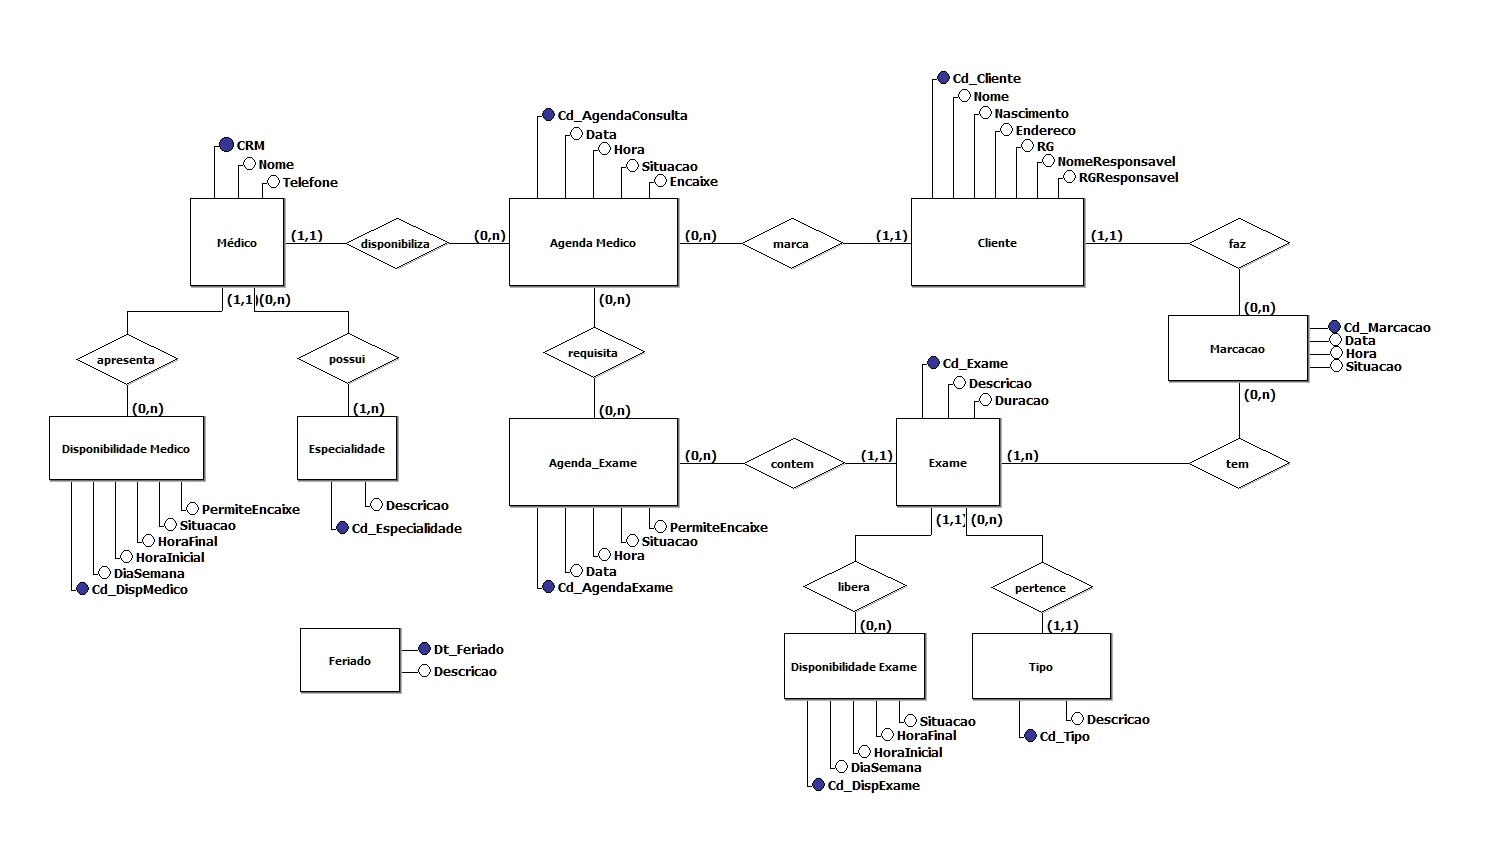 Cd_Cliente
Nome
Nascimento
Endereco
RG
NomeResponsavel
RGResponsavel
Cd_AgendaConsulta
Data
Hora
Situacao
Encaixe
CRM
Nome
Telefone
Médico
(1,1)
disponibiliza
(0,n)
Agenda Medico
(0,n)
marca
(1,1)
Cliente
(1,1)
faz
(1,1)
(0,n)
(0,n)
(0,n)
Cd_Marcacao
Data
Hora
Situacao
Marcacao
apresenta
possui
requisita
Cd_Exame
Descricao
Duracao
(0,n)
(1,n)
(0,n)
(0,n)
Disponibilidade Medico
Especialidade
Agenda_Exame
(0,n)
contem
(1,1)
Exame
(1,n)
tem
PermiteEncaixe
Situacao
HoraFinal
HoraInicial
DiaSemana
Cd_DispMedico
Descricao
Cd_Especialidade
PermiteEncaixe
Situacao
Hora
Data
Cd_AgendaExame
(1,1)
(0,n)
libera
pertence
(0,n)
(1,1)
Feriado
Dt_Feriado
Descricao
Disponibilidade Exame
Tipo
Situacao
HoraFinal
HoraInicial
DiaSemana
Cd_DispExame
Descricao
Cd_Tipo